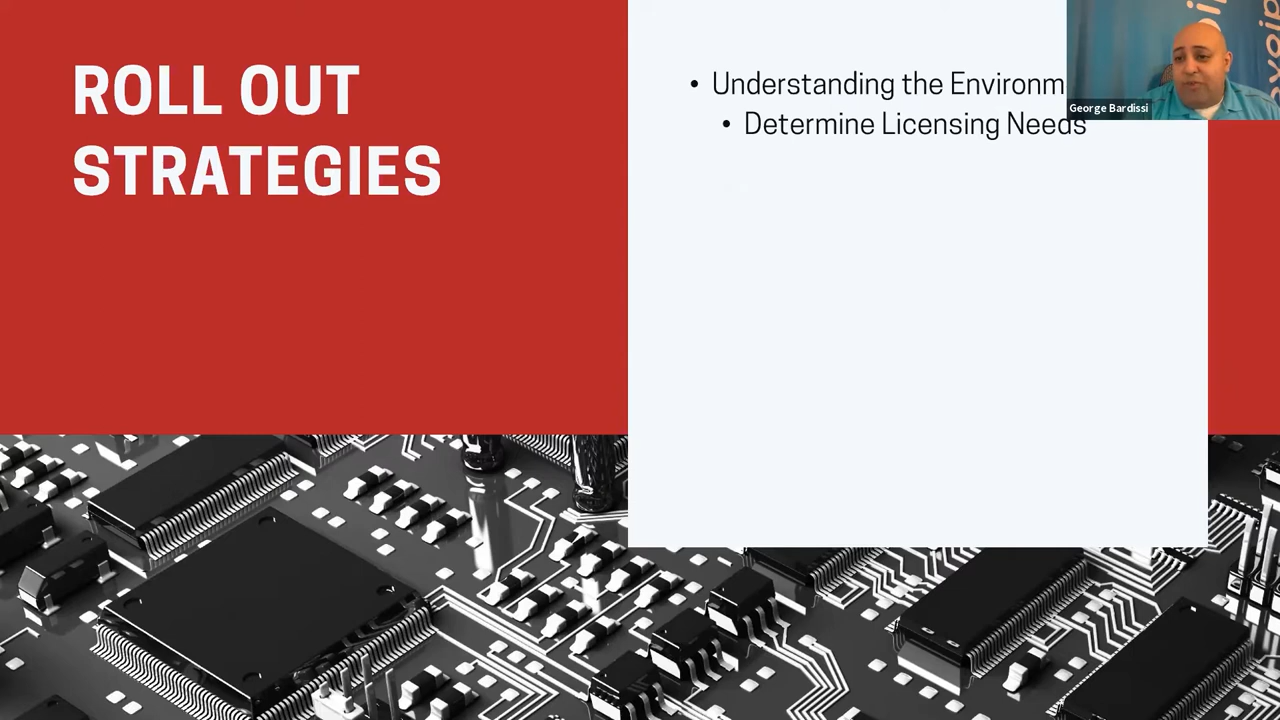 ROLL OUT
STRATEGIES
• Understanding the Environm
• Determine Licensing Needs
George Bardissi